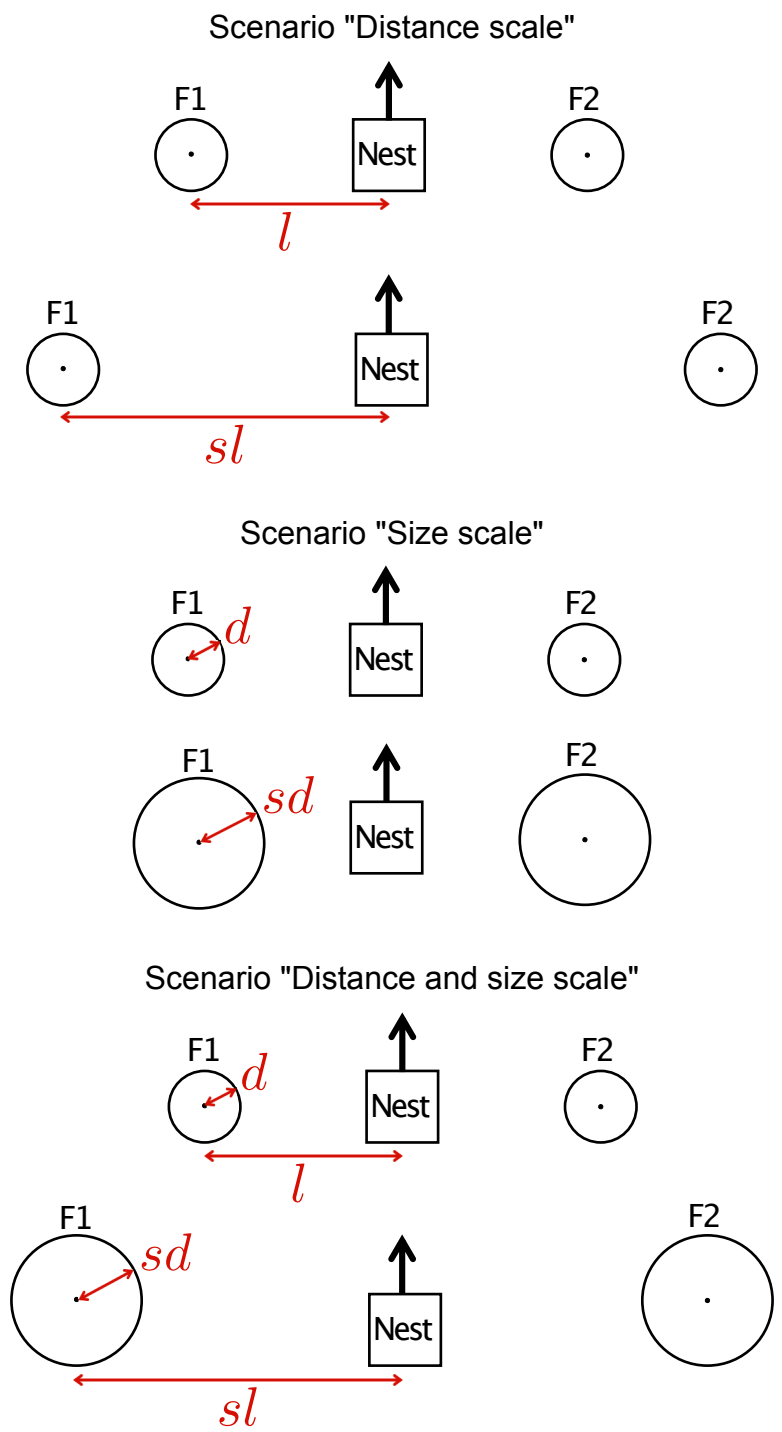 Scenario "Distance scale"
F1 F2
Nest
l
F1 F2
Nest
sl
Scenario "Size scale"
F1 F2
d
Nest
F1 F2
sd
Nest
Scenario "Distance and size scale"
F1 F2
d
Nest
l
F1 F2
sd
Nest
sl